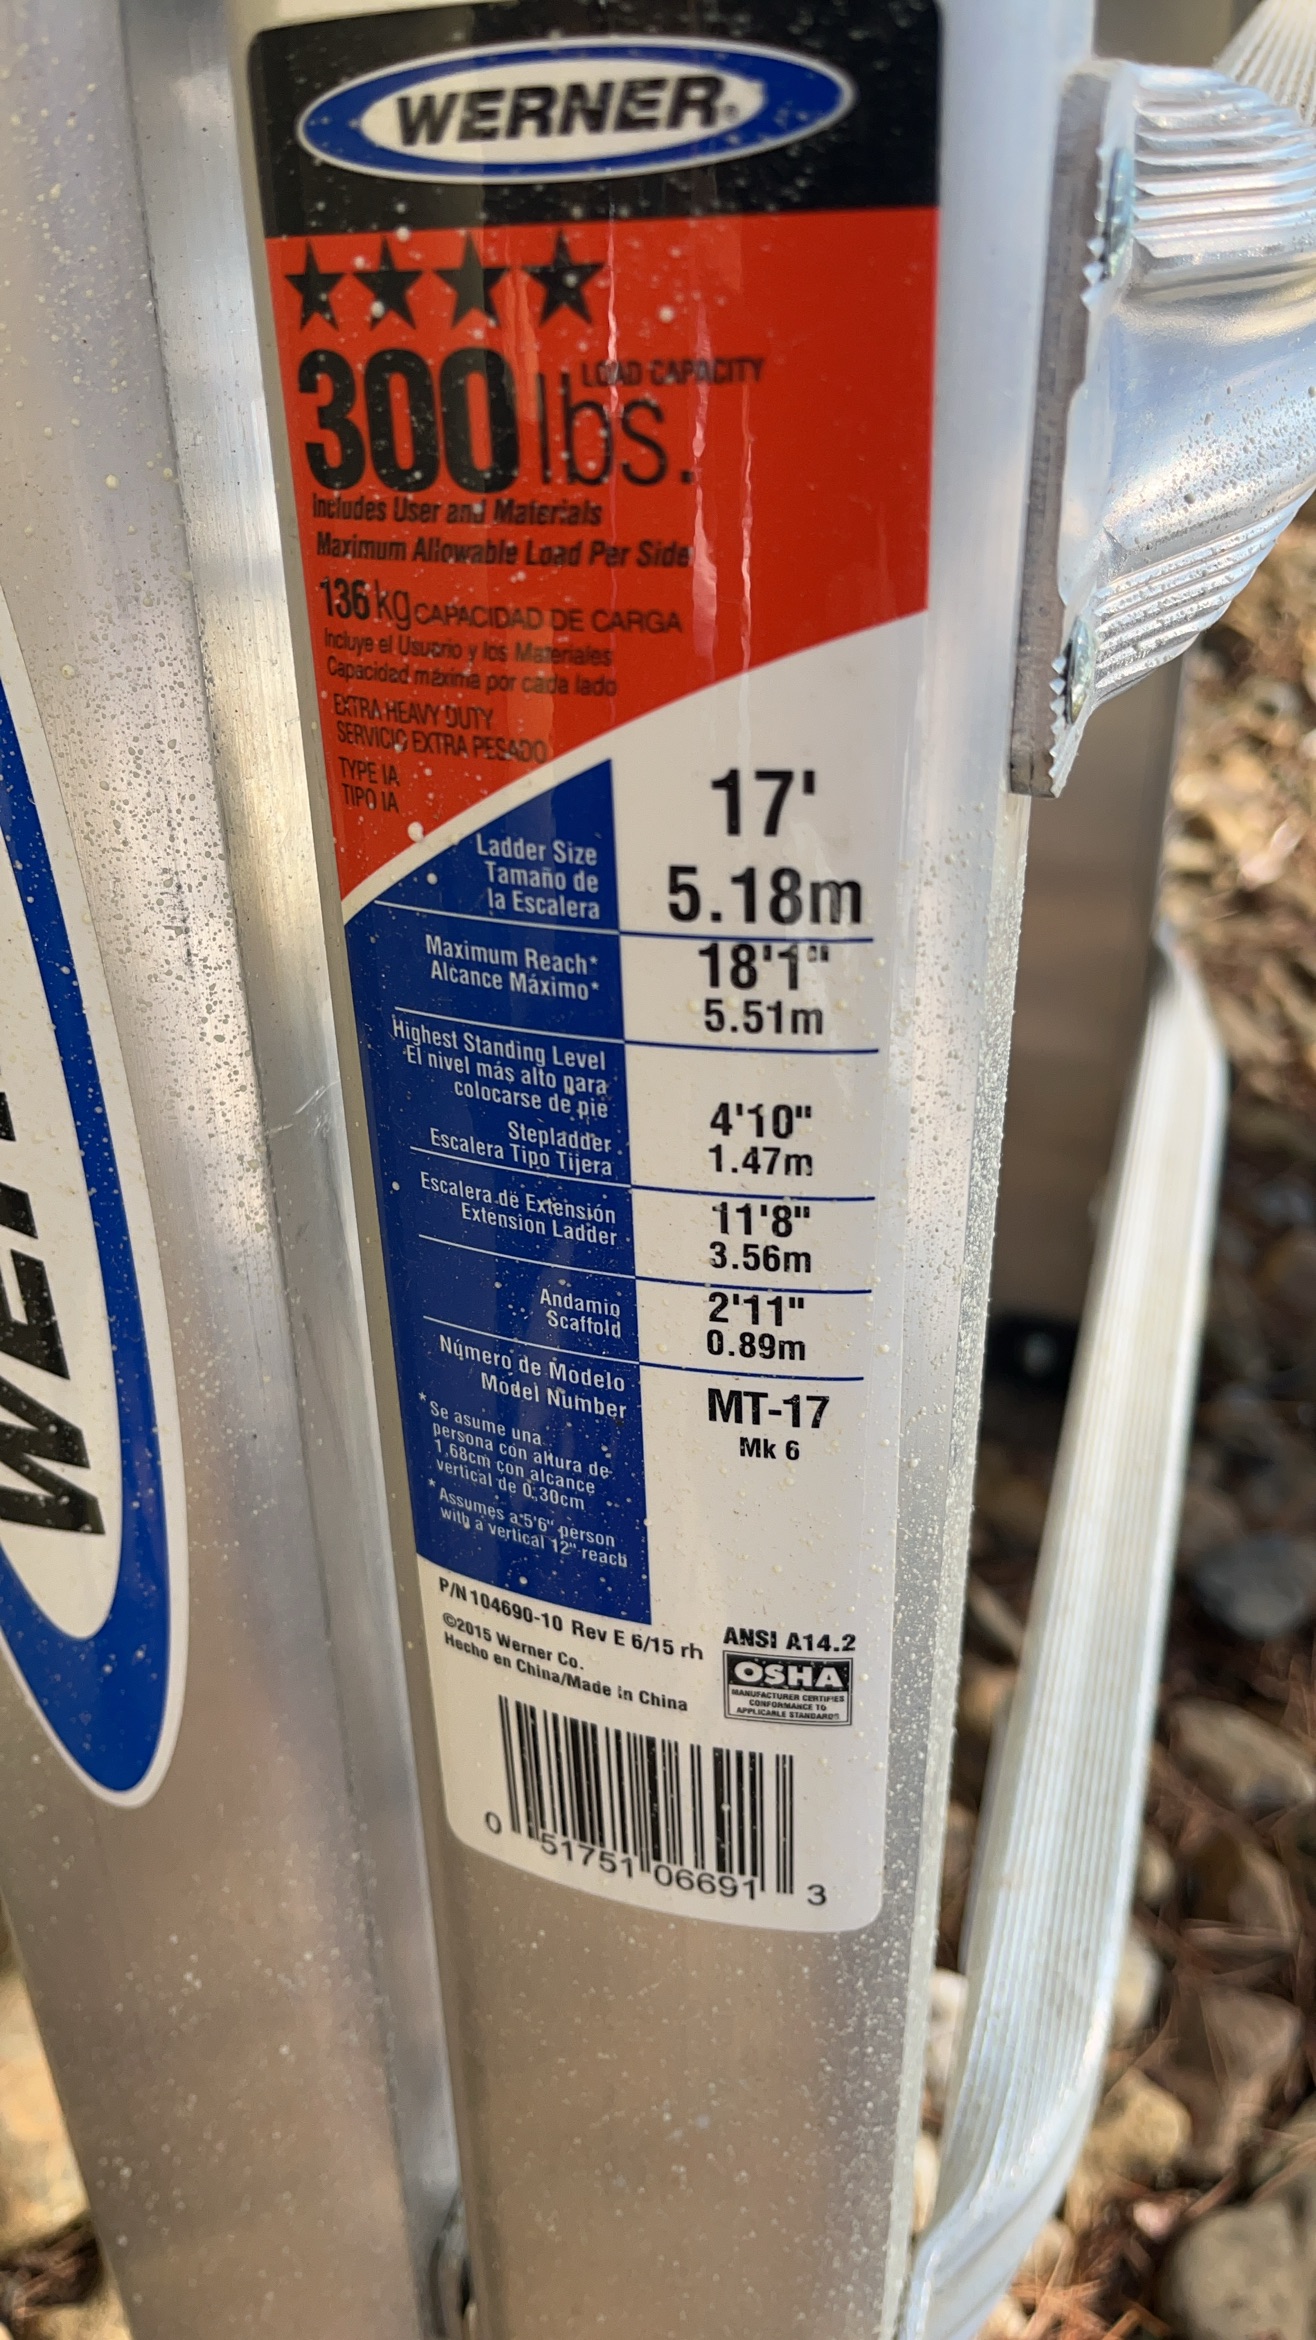 WERNER®
LOAD CAPACITY
300 lbs.
Includes User and Materials
Maximum Allowable Load Per Side
136 kg CAPACIDAD DE CARGA
Incluye el Usuario y los Materiales
Capacidad máxima por cada lado
EXTRA HEAVY DUTY
SERVICIO EXTRA PESADO
TYPE IA
TIPO IA
Ladder Size
Tamaño de
la Escalera
17'
5.18m
Maximum Reach*
Alcance Máximo*
18'1"
5.51m
Highest Standing Level
El nivel más alto para
colocarse de pie
Stepladder
Escalera Tipo Tijera
4'10"
1.47m
Escalera de Extensión
Extension Ladder
11'8"
3.56m
Andamio
Scaffold
2'11"
0.89m
Número de Modelo
Model Number
MT-17
Mk 6
*Se asume una
persona con altura de
1,68cm con alcance
vertical de 0,30cm
*Assumes a 5'6" person
with a vertical 12" reach
P/N 104690-10 Rev E 6/15 rh
©2015 Werner Co.
Hecho en China/Made in China
ANSI A14.2
OSHA
MANUFACTURER CERTIFIES
CONFORMANCE TO
APPLICABLE STANDARDS
0 51751 06691 3